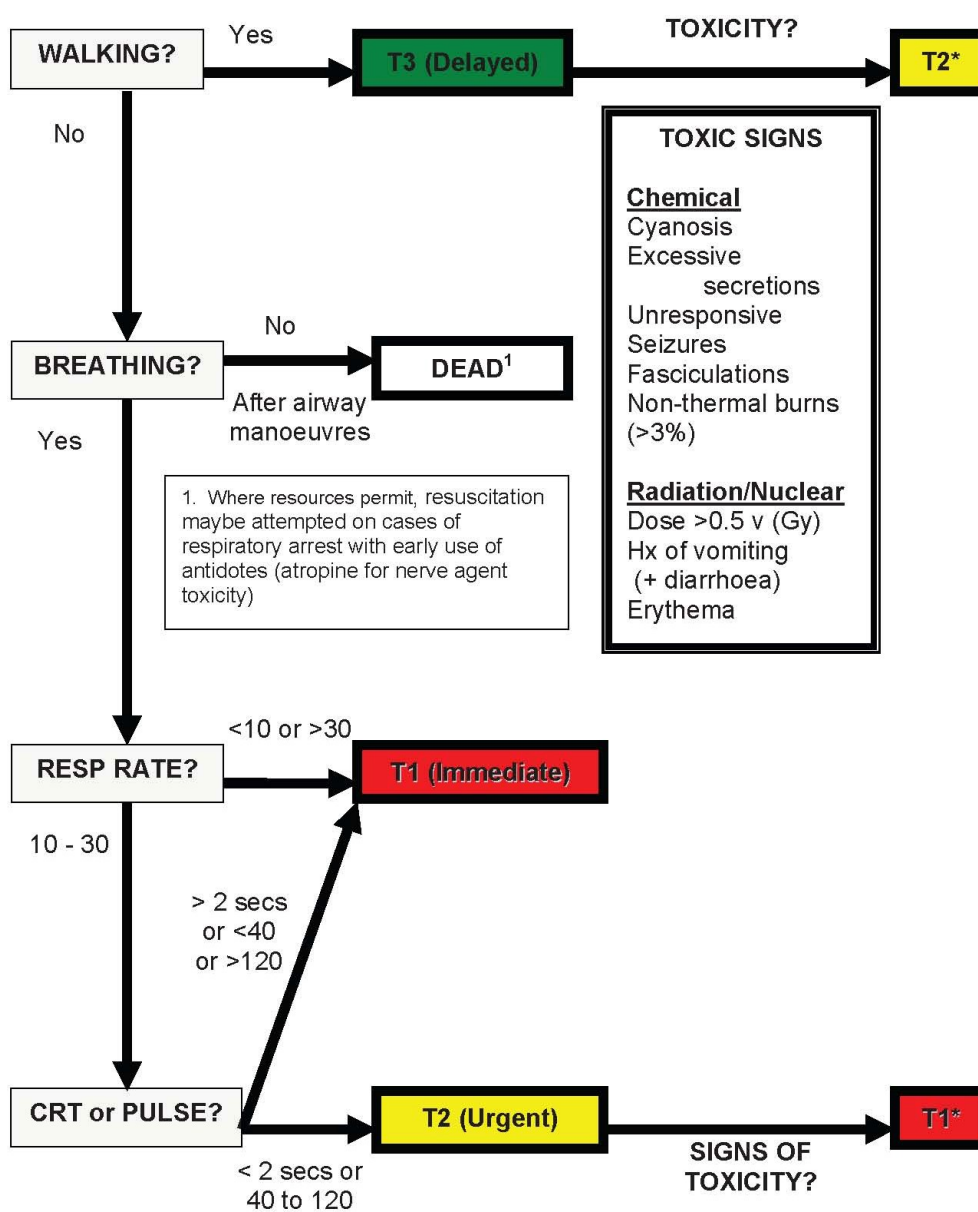 WALKING?
Yes
T3 (Delayed)
TOXICITY?
T2*
No
TOXIC SIGNS
Chemical
Cyanosis
Excessive
secretions
Unresponsive
Seizures
Fasciculations
Non-thermal burns
(>3%)
Radiation/Nuclear
Dose >0.5 v (Gy)
Hx of vomiting
(+ diarrhoea)
Erythema
BREATHING?
No
After airway
manoeuvres
DEAD¹
Yes
1. Where resources permit, resuscitation
maybe attempted on cases of
respiratory arrest with early use of
antidotes (atropine for nerve agent
toxicity)
RESP RATE?
<10 or >30
T1 (Immediate)
10 - 30
> 2 secs
or <40
or >120
CRT or PULSE?
< 2 secs or
40 to 120
T2 (Urgent)
SIGNS OF
TOXICITY?
T1*